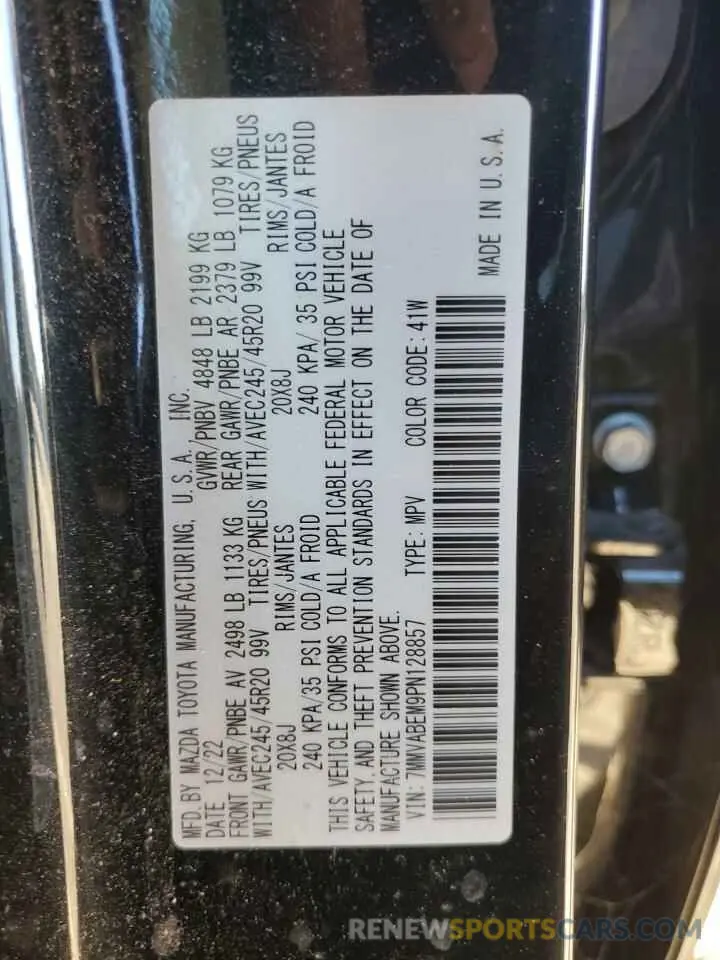 MFD.BY MAZDA TOYOTA MANUFACTURING, U.S.A. INC.
DATE 12/22 GVWR/PNBV 4848 LB 2199 KG
FRONT GAWR/PNBE AV 2498 LB 1133 KG REAR GAWR/PNBE AR 2379 LB 1079 KG
WITH/AVEC245/45R20 99V TIRES/PNEUS WITH/AVEC245/45R20 99V TIRES/PNEUS
20X8J RIMS/JANTES 20X8J RIMS/JANTES
240 KPA/35 PSI COLD/A FROID 240 KPA/ 35 PSI COLD/A FROID
THIS VEHICLE CONFORMS TO ALL APPLICABLE FEDERAL MOTOR VEHICLE
SAFETY, AND THEFT PREVENTION STANDARDS IN EFFECT ON THE DATE OF
MANUFACTURE SHOWN ABOVE.
VIN: 7MMVABEM9PN128857 TYPE: MPV COLOR CODE: 41W
MADE IN U.S.A.
RENEWSPORTSCARS.COM